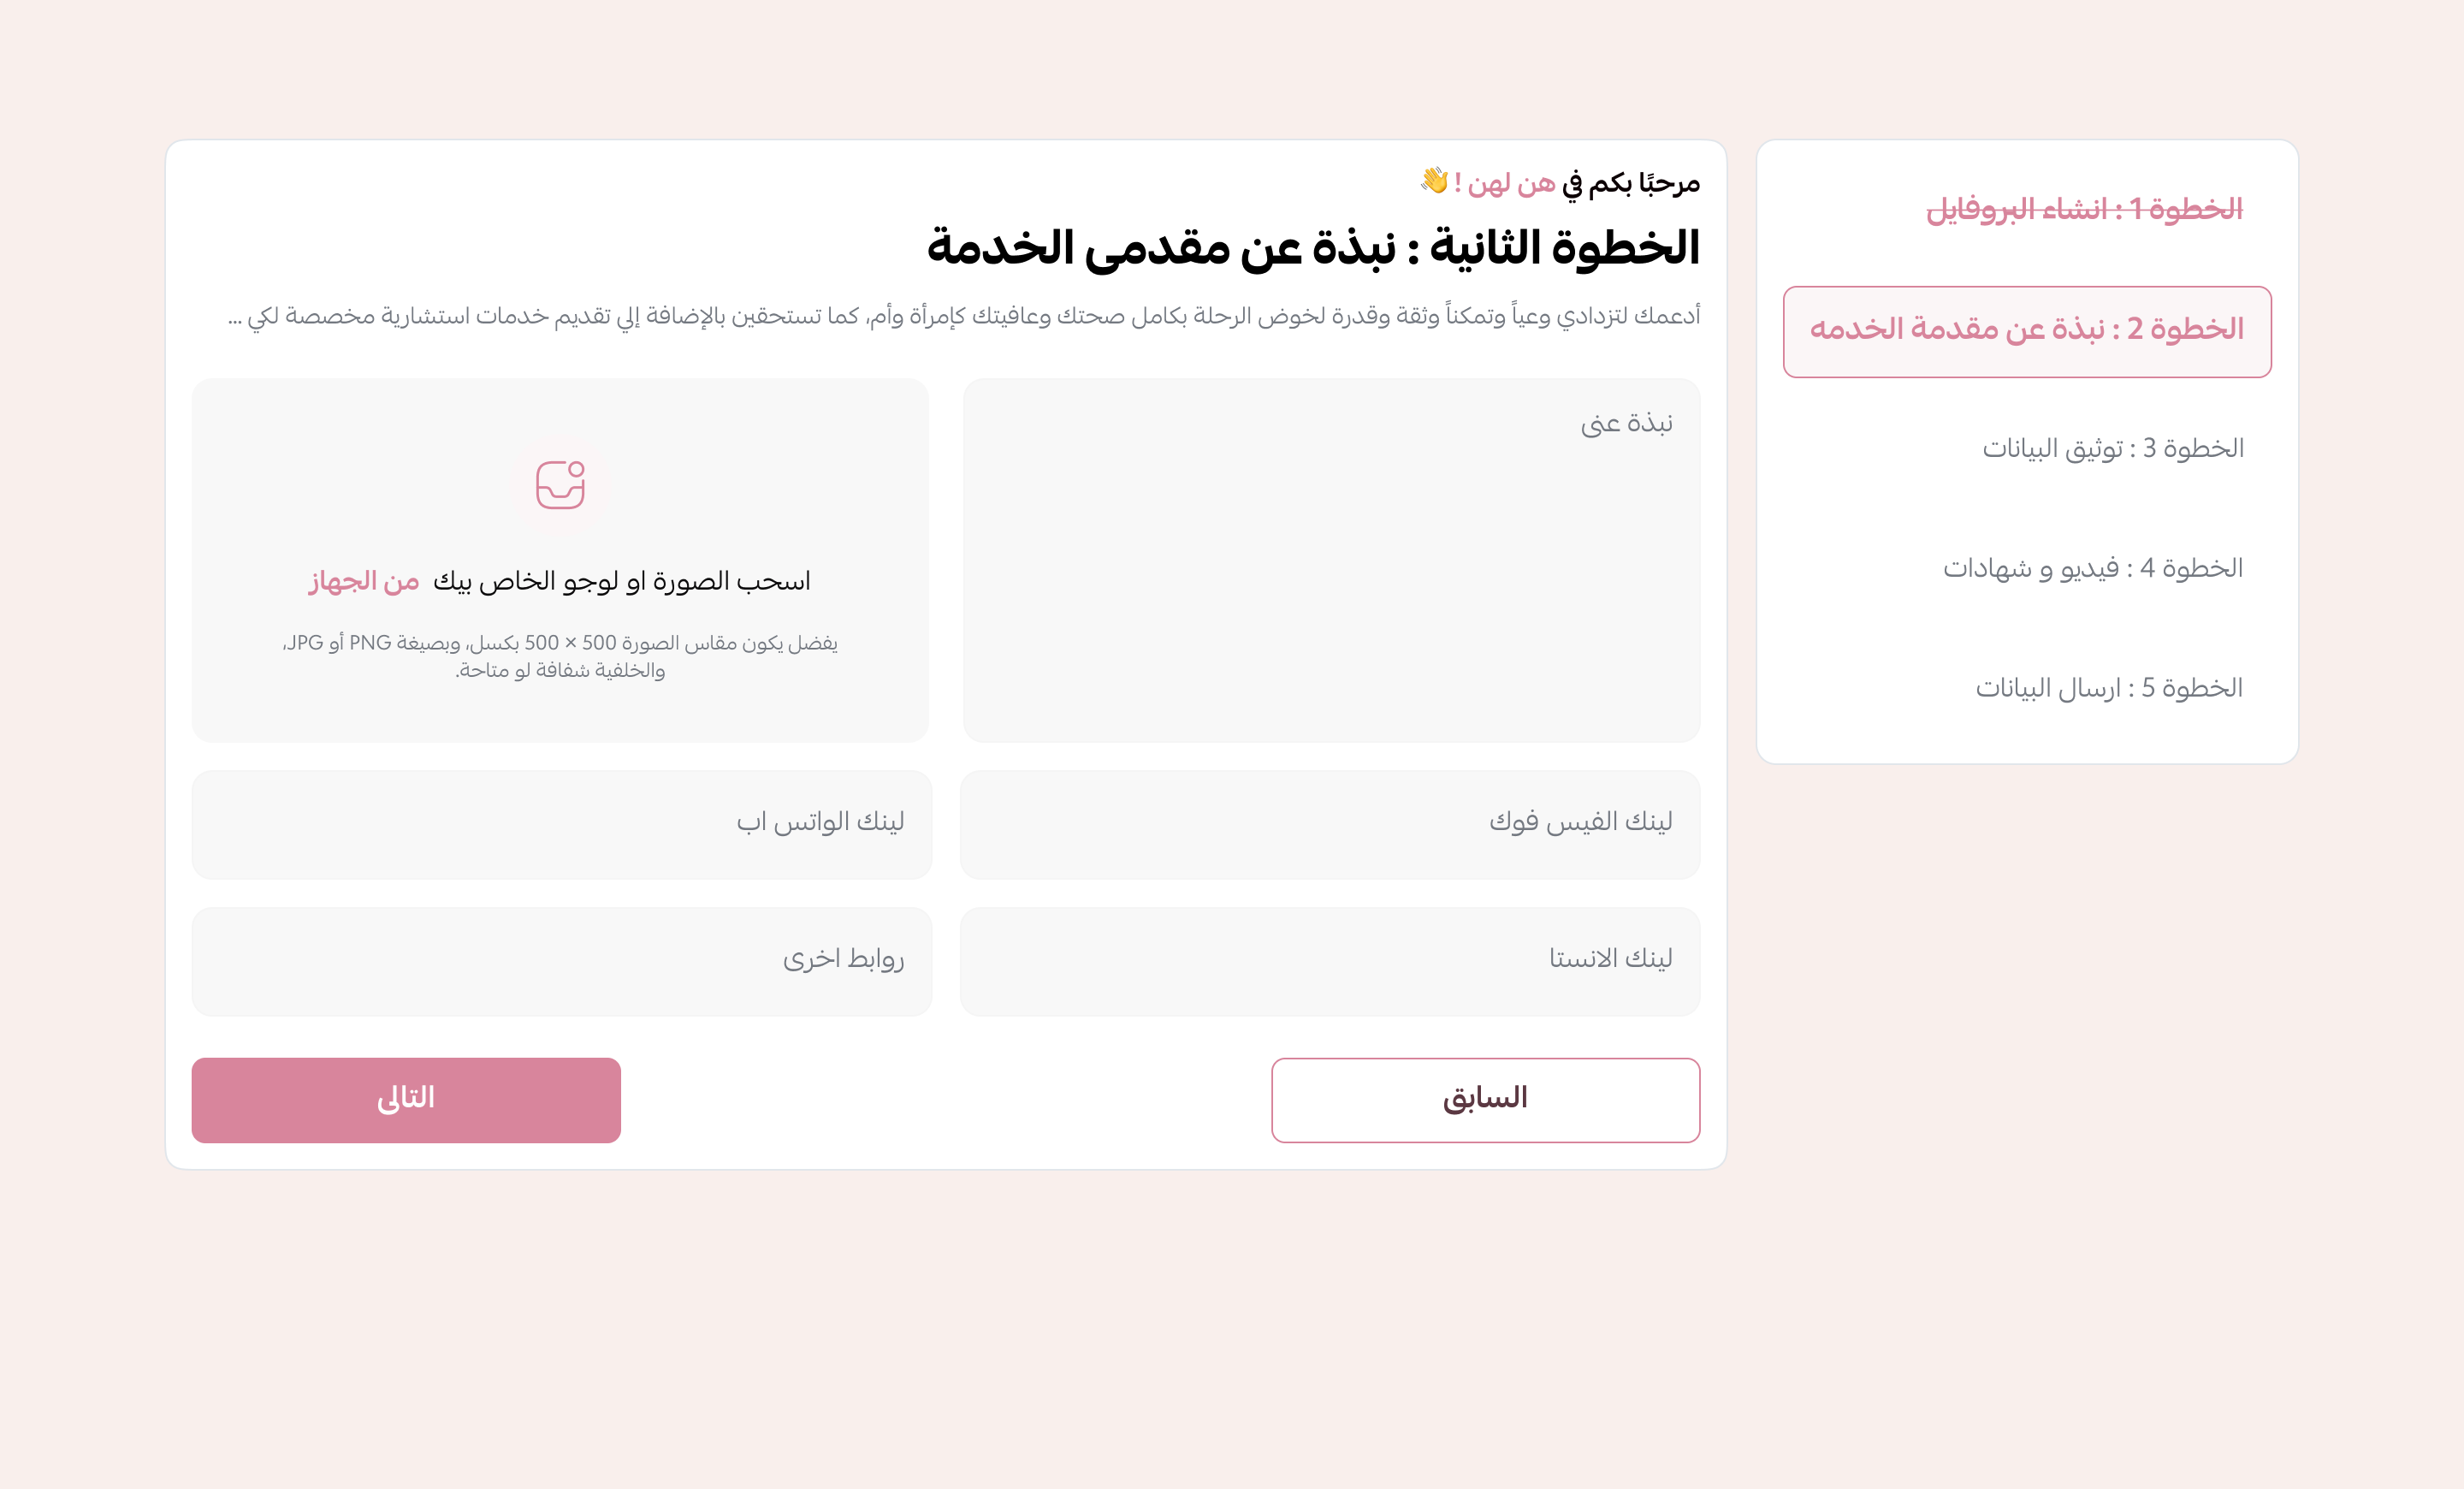 الخطوة 1 : انشاء البروفايل
الخطوة 2 : نبذة عن مقدمة الخدمه
الخطوة 3 : توثيق البيانات
الخطوة 4 : فيديو و شهادات
الخطوة 5 : ارسال البيانات
مرحبًا بكم في هن لهن ! 👋
الخطوة الثانية : نبذة عن مقدمى الخدمة
أدعمك لتزدادي وعياً وتمكناً وثقة وقدرة لخوض الرحلة بكامل صحتك وعافيتك كإمرأة وأم، كما تستحقين بالإضافة إلي تقديم خدمات استشارية مخصصة لكي ...
نبذة عنى
اسحب الصورة او لوجو الخاص بيك من الجهاز
يفضل يكون مقاس الصورة 500 × 500 بكسل، وبصيغة PNG أو JPG،
والخلفية شفافة لو متاحة.
لينك الفيس فوك
لينك الواتس اب
لينك الانستا
روابط اخرى
السابق
التالى